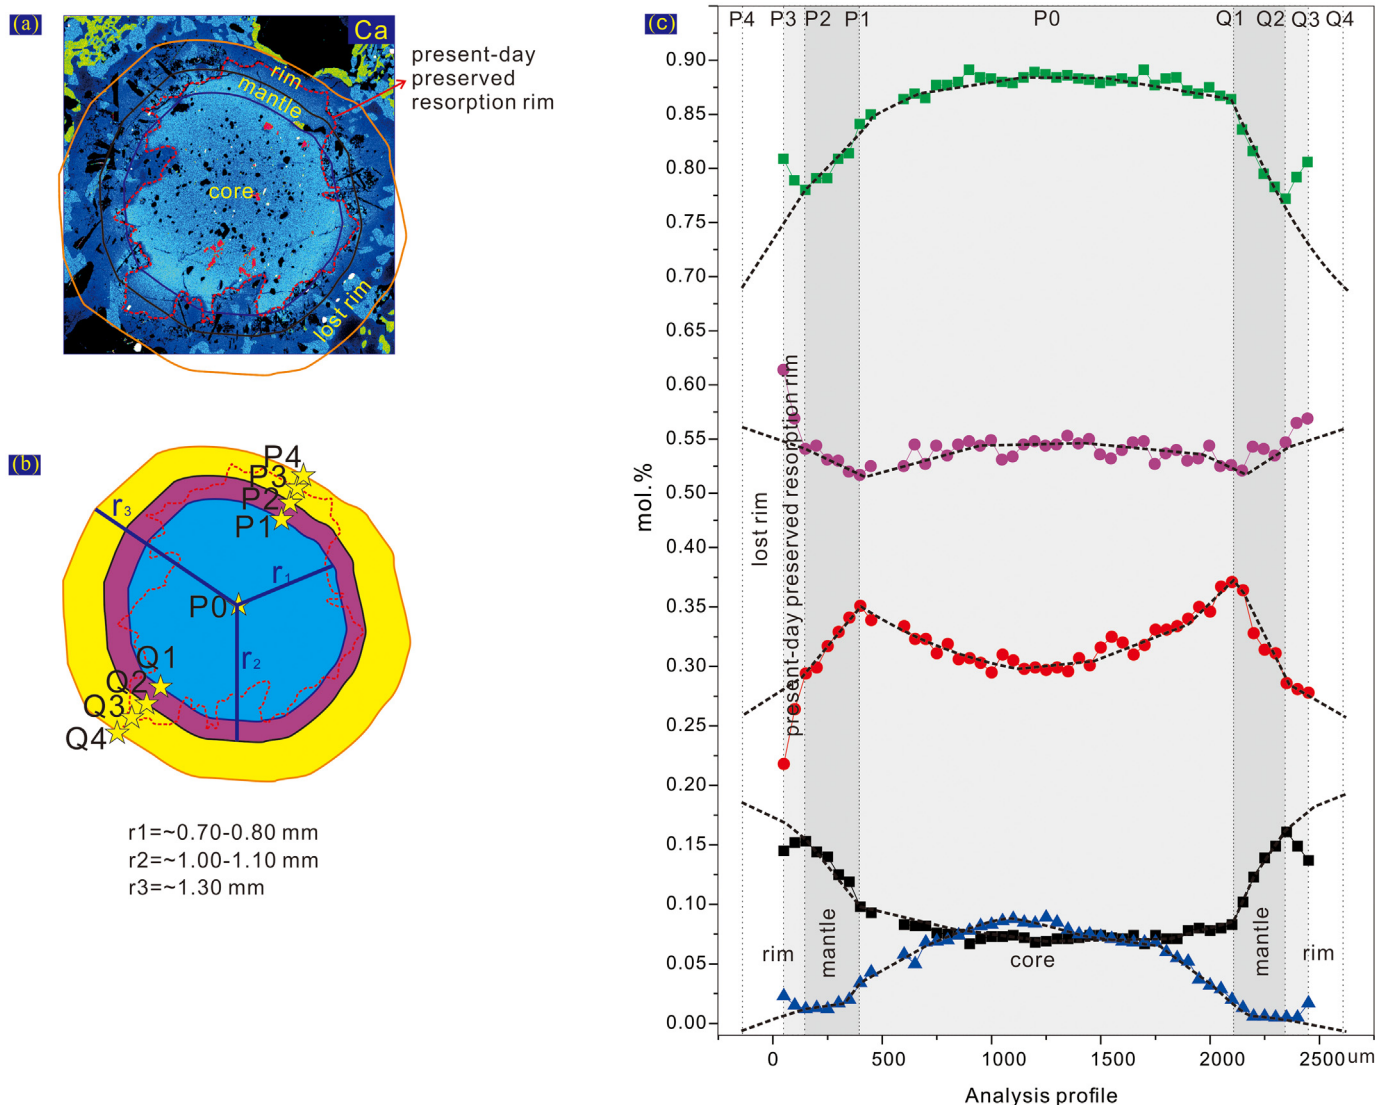 (a)
Ca
rim
mantle
core
lost rim
present-day
preserved
resorption rim
(b)
P4
P3
P2
P1
r3
r1
P0
r2
Q1
Q2
Q3
Q4
r1=~0.70-0.80 mm
r2=~1.00-1.10 mm
r3=~1.30 mm
(c)
P4 P3 P2 P1 P0 Q1 Q2 Q3 Q4
0.90
0.85
0.80
0.75
0.70
0.65
0.60
0.55
0.50
0.40
0.35
0.30
0.25
0.20
0.15
0.10
0.05
0.00
mol.%
lost rim
present-day preserved resorption rim
rim
mantle
core
mantle
rim
0 500 1000 1500 2000 2500 um
Analysis profile